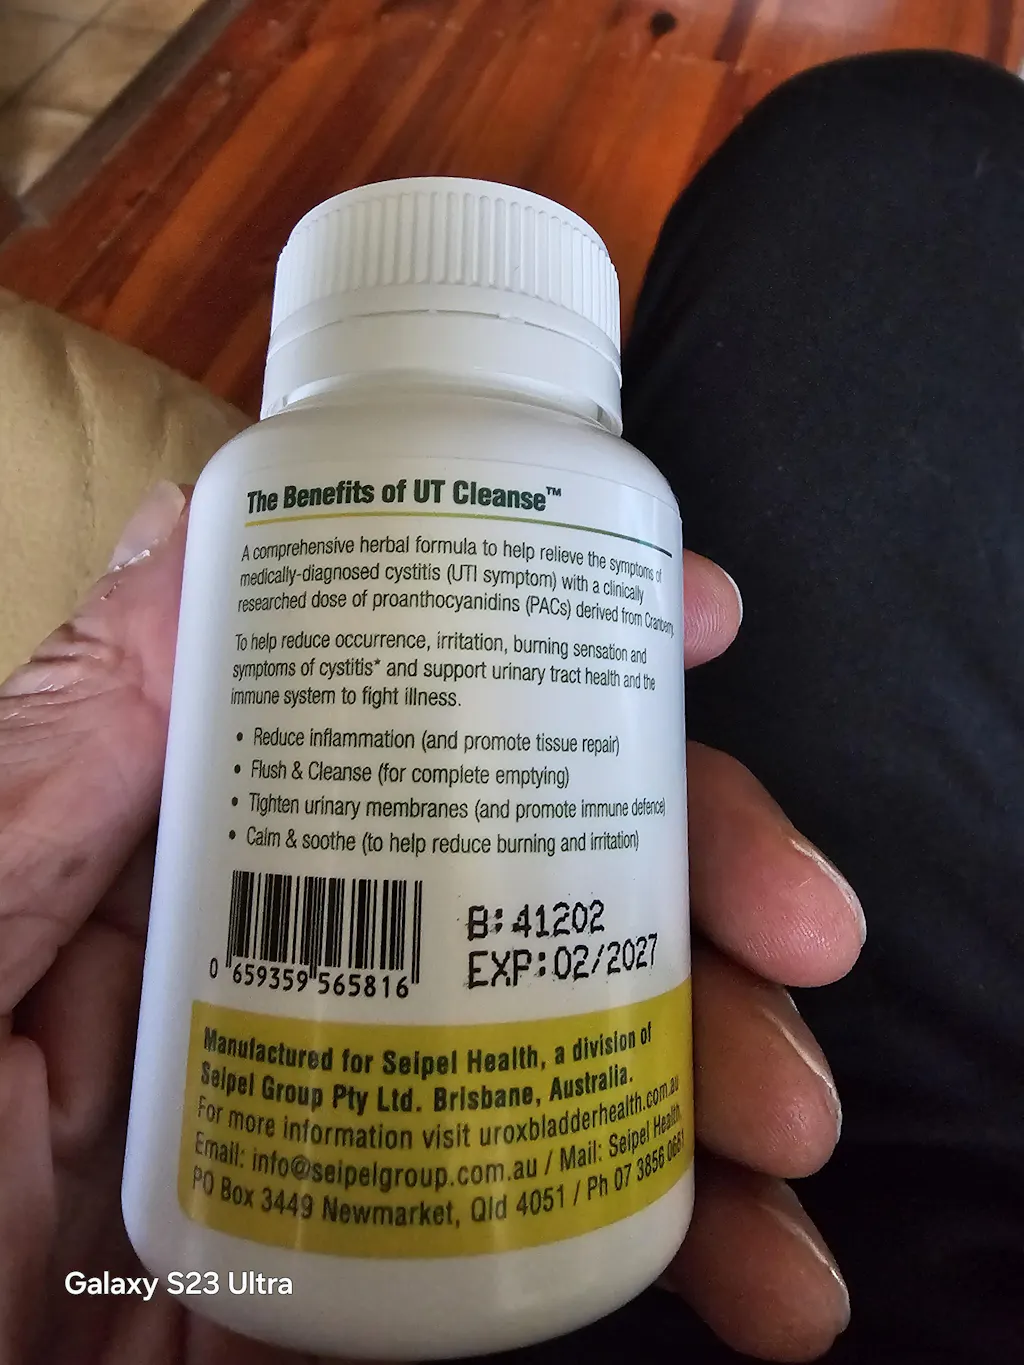 The Benefits of UT Cleanse™
A comprehensive herbal formula to help relieve the symptoms of
medically-diagnosed cystitis (UTI symptom) with a clinically
researched dose of proanthocyanidins (PACs) derived from Cranberry.
To help reduce occurrence, irritation, burning sensation and
symptoms of cystitis* and support urinary tract health and the
immune system to fight illness.
• Reduce inflammation (and promote tissue repair)
• Flush & Cleanse (for complete emptying)
• Tighten urinary membranes (and promote immune defence)
• Calm & soothe (to help reduce burning and irritation)
B: 41202
EXP: 02/2027
0 659359 565816
Manufactured for Seipel Health, a division of
Seipel Group Pty Ltd. Brisbane, Australia.
For more information visit uroxbladderhealth.com.au
Email: info@seipelgroup.com.au / Mail: Seipel Health,
PO Box 3449 Newmarket, Qld 4051 / Ph 07 3856 0661
Galaxy S23 Ultra